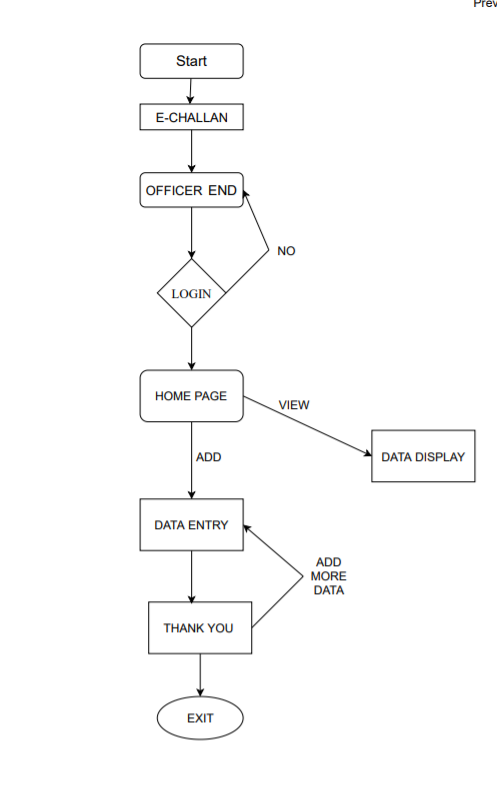 Prev
Start
E-CHALLAN
OFFICER END
NO
LOGIN
HOME PAGE
VIEW
ADD
DATA DISPLAY
DATA ENTRY
ADD
MORE
DATA
THANK YOU
EXIT